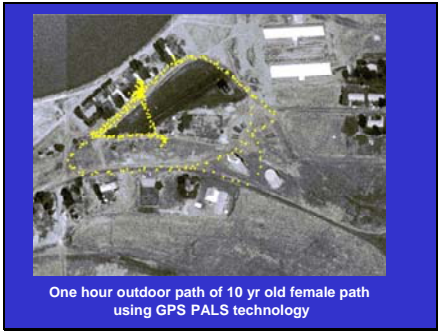 One hour outdoor path of 10 yr old female path
using GPS PALS technology